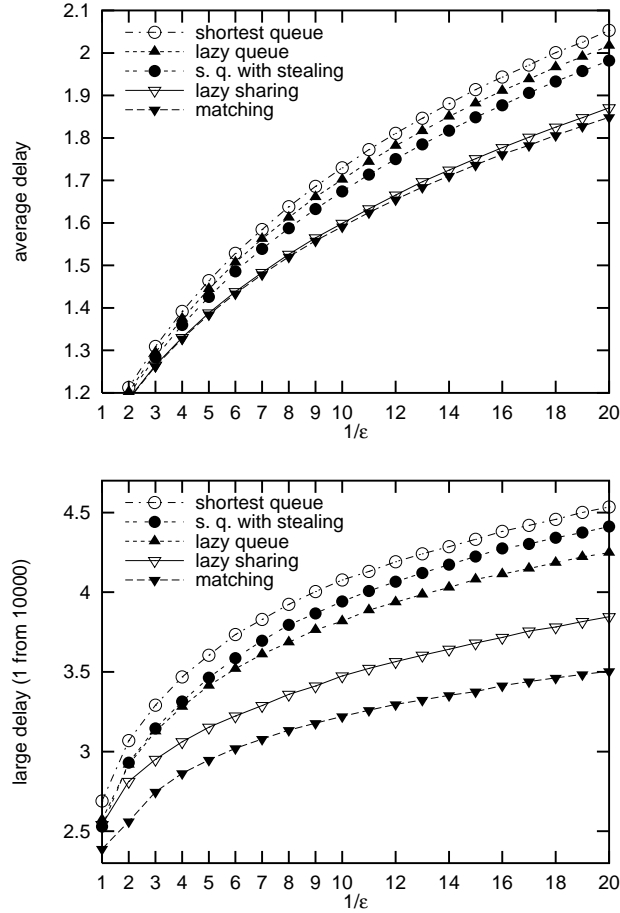 2.1
2
1.9
1.8
1.7
1.6
1.5
1.4
1.3
1.2
average delay
shortest queue
lazy queue
s. q. with stealing
lazy sharing
matching
1 2 3 4 5 6 7 8 9 10 12 14 16 18 20
1/ε
4.5
4
3.5
3
2.5
large delay (1 from 10000)
shortest queue
s. q. with stealing
lazy queue
lazy sharing
matching
1 2 3 4 5 6 7 8 9 10 12 14 16 18 20
1/ε